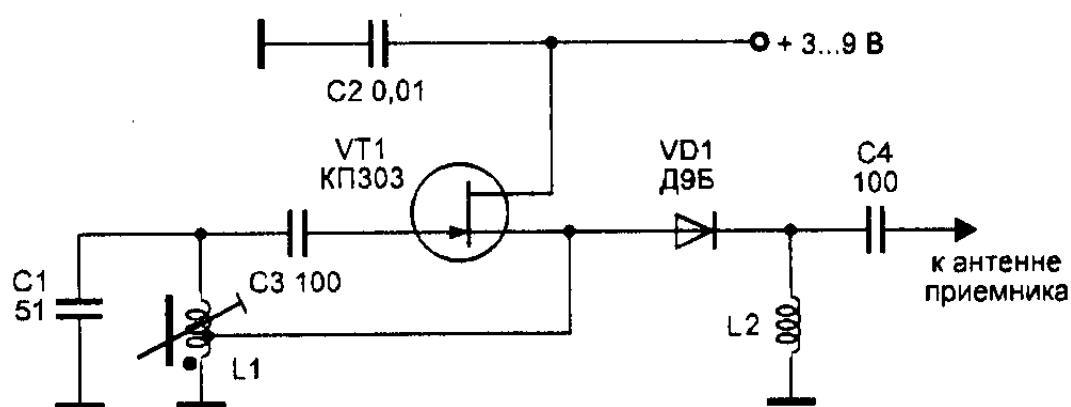 + 3...9 В
C2 0,01
VT1
КП303
VD1
Д9Б
C4
100
C3 100
C1
51
L1
L2
к антенне
приемника